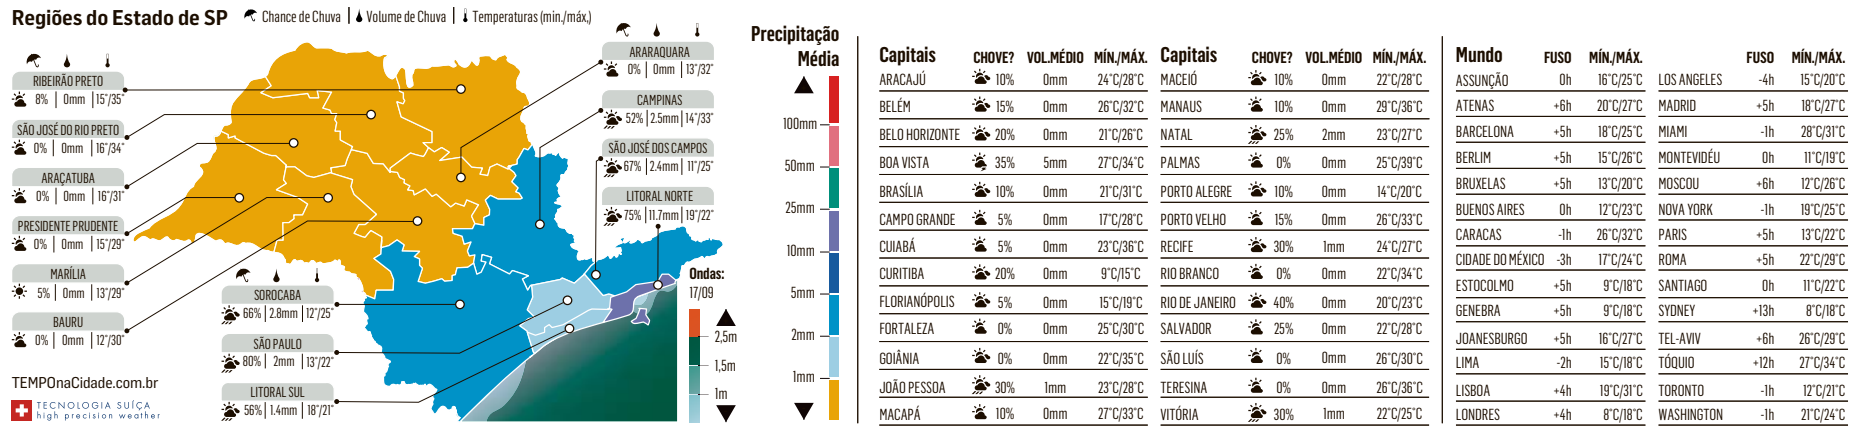 Regiões do Estado de SP
Chance de Chuva | Volume de Chuva | Temperaturas (min./máx,)
RIBEIRÃO PRETO
8% | 0mm | 15°/35°
SÃO JOSÉ DO RIO PRETO
0% | 0mm | 16°/34°
ARAÇATUBA
0% | 0mm | 16°/31°
PRESIDENTE PRUDENTE
0% | 0mm | 15°/29°
MARÍLIA
5% | 0mm | 13°/29°
BAURU
0% | 0mm | 12°/30°
TEMPOnaCidade.com.br
TECNOLOGIA SUÍÇA
high precision weather
SOROCABA
66% | 2.8mm | 12°/25°
SÃO PAULO
80% | 2mm | 13°/22°
LITORAL SUL
56% | 1.4mm | 18°/21°
ARARAQUARA
0% | 0mm | 13°/32°
CAMPINAS
52% | 2.5mm | 14°/33°
SÃO JOSÉ DOS CAMPOS
67% | 2.4mm | 11°/25°
LITORAL NORTE
75% | 11.7mm | 19°/22°
Ondas:
17/09
2,5m
1,5m
1m
Precipitação
Média
100mm
50mm
25mm
10mm
5mm
2mm
1mm
Capitais CHOVE? VOL.MÉDIO MÍN./MÁX.
ARACAJÚ 10% 0mm 24°C/28°C
BELÉM 15% 0mm 26°C/32°C
BELO HORIZONTE 20% 0mm 21°C/26°C
BOA VISTA 35% 5mm 27°C/34°C
BRASÍLIA 10% 0mm 21°C/31°C
CAMPO GRANDE 5% 0mm 17°C/28°C
CUIABÁ 5% 0mm 23°C/36°C
CURITIBA 20% 0mm 9°C/15°C
FLORIANÓPOLIS 5% 0mm 15°C/19°C
FORTALEZA 0% 0mm 25°C/30°C
GOIÂNIA 0% 0mm 22°C/35°C
JOÃO PESSOA 30% 1mm 23°C/28°C
MACAPÁ 10% 0mm 27°C/33°C
Capitais CHOVE? VOL.MÉDIO MÍN./MÁX.
MACEIÓ 10% 0mm 22°C/28°C
MANAUS 10% 0mm 29°C/36°C
NATAL 25% 2mm 23°C/27°C
PALMAS 0% 0mm 25°C/39°C
PORTO ALEGRE 10% 0mm 14°C/20°C
PORTO VELHO 15% 0mm 26°C/33°C
RECIFE 30% 1mm 24°C/27°C
RIO BRANCO 0% 0mm 22°C/34°C
RIO DE JANEIRO 40% 0mm 20°C/23°C
SALVADOR 25% 0mm 22°C/28°C
SÃO LUÍS 0% 0mm 26°C/30°C
TERESINA 0% 0mm 26°C/36°C
VITÓRIA 30% 1mm 22°C/25°C
Mundo FUSO MÍN./MÁX.
ASSUNÇÃO 0h 16°C/25°C
ATENAS +6h 20°C/27°C
BARCELONA +5h 18°C/25°C
BERLIM +5h 15°C/26°C
BRUXELAS +5h 13°C/20°C
BUENOS AIRES 0h 12°C/23°C
CARACAS -1h 26°C/32°C
CIDADE DO MÉXICO -3h 17°C/24°C
ESTOCOLMO +5h 9°C/18°C
GENEBRA +5h 9°C/18°C
JOANESBURGO +5h 16°C/27°C
LIMA -2h 15°C/18°C
LISBOA +4h 19°C/31°C
LONDRES +4h 8°C/18°C
FUSO MÍN./MÁX.
LOS ANGELES -4h 15°C/20°C
MADRID +5h 18°C/27°C
MIAMI -1h 28°C/31°C
MONTEVIDÉU 0h 11°C/19°C
MOSCOU +6h 12°C/26°C
NOVA YORK -1h 19°C/25°C
PARIS +5h 13°C/22°C
ROMA +5h 22°C/29°C
SANTIAGO 0h 11°C/22°C
SYDNEY +13h 8°C/18°C
TEL-AVIV +6h 26°C/29°C
TÓQUIO +12h 27°C/34°C
TORONTO -1h 12°C/21°C
WASHINGTON -1h 21°C/24°C